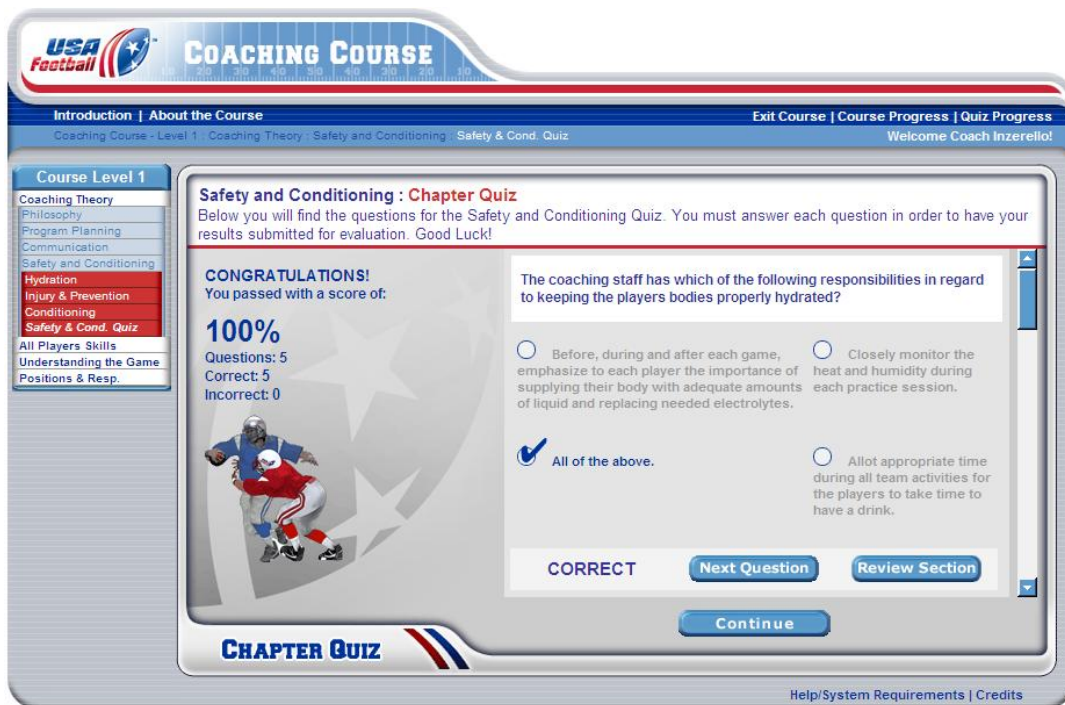 USA
Football
COACHING COURSE
10 20 30 40 50 40 30 20 10
Introduction | About the Course
Exit Course | Course Progress | Quiz Progress
Coaching Course - Level 1 : Coaching Theory : Safety and Conditioning : Safety & Cond. Quiz
Welcome Coach Inzerello!
Course Level 1
Coaching Theory
Philosophy
Program Planning
Communication
Safety and Conditioning
Hydration
Injury & Prevention
Conditioning
Safety & Cond. Quiz
All Players Skills
Understanding the Game
Positions & Resp.
Safety and Conditioning : Chapter Quiz
Below you will find the questions for the Safety and Conditioning Quiz. You must answer each question in order to have your
results submitted for evaluation. Good Luck!
CONGRATULATIONS!
You passed with a score of:
100%
Questions: 5
Correct: 5
Incorrect: 0
The coaching staff has which of the following responsibilities in regard
to keeping the players bodies properly hydrated?
Before, during and after each game,
emphasize to each player the importance of
supplying their body with adequate amounts
of liquid and replacing needed electrolytes.
Closely monitor the
heat and humidity during
each practice session.
All of the above.
Allot appropriate time
during all team activities for
the players to take time to
have a drink.
CORRECT
Next Question
Review Section
Continue
CHAPTER QUIZ
Help/System Requirements | Credits